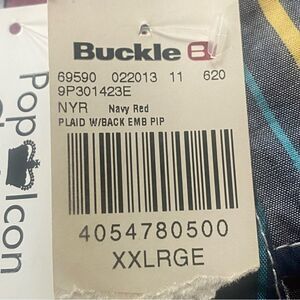 Buckle B
69590 022013 11 620
9P301423E
NYR Navy Red
PLAID W/BACK EMB PIP
4054780500
XXLRGE
Pop Icon